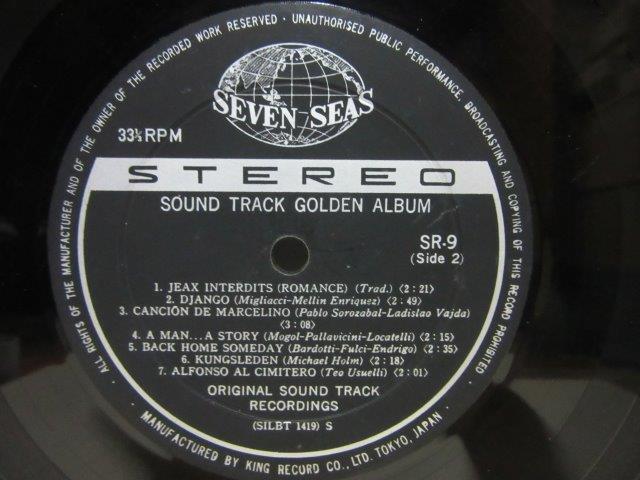 · ALL RIGHTS OF THE MANUFACTURER AND OF THE OWNER OF THE RECORDED WORK RESERVED · UNAUTHORISED PUBLIC PERFORMANCE, BROADCASTING AND COPYING OF THIS RECORD PROHIBITED ·
SEVEN SEAS
33⅓ RPM
STEREO
SOUND TRACK GOLDEN ALBUM
SR-9
(Side 2)
1. JEAX INTERDITS (ROMANCE) (Trad.) ⟨2:21⟩
2. DJANGO (Migliacci-Mellin Enriquez) ⟨2:49⟩
3. CANCIÓN DE MARCELINO (Pablo Sorozabal-Ladislao Vajda)
⟨3:08⟩
4. A MAN...A STORY (Mogol-Pallavicini-Locatelli) ⟨2:15⟩
5. BACK HOME SOMEDAY (Bardotti-Fulci-Endrigo) ⟨2:35⟩
6. KUNGSLEDEN (Michael Holm) ⟨2:18⟩
7. ALFONSO AL CIMITERO (Teo Usuelli) ⟨2:01⟩
ORIGINAL SOUND TRACK
RECORDINGS
(SILBT 1419) S
MANUFACTURED BY KING RECORD CO., LTD. TOKYO, JAPAN